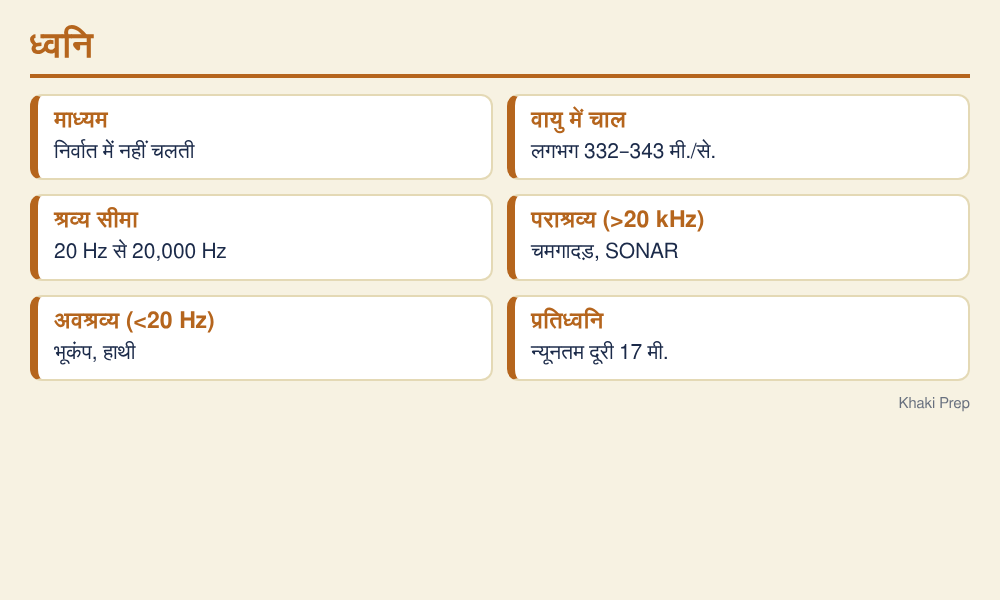 ध्वनि
माध्यम
निर्वात में नहीं चलती
वायु में चाल
लगभग 332–343 मी./से.
श्रव्य सीमा
20 Hz से 20,000 Hz
पराश्रव्य (>20 kHz)
चमगादड़, SONAR
अवश्रव्य (<20 Hz)
भूकंप, हाथी
प्रतिध्वनि
न्यूनतम दूरी 17 मी.
Khaki Prep